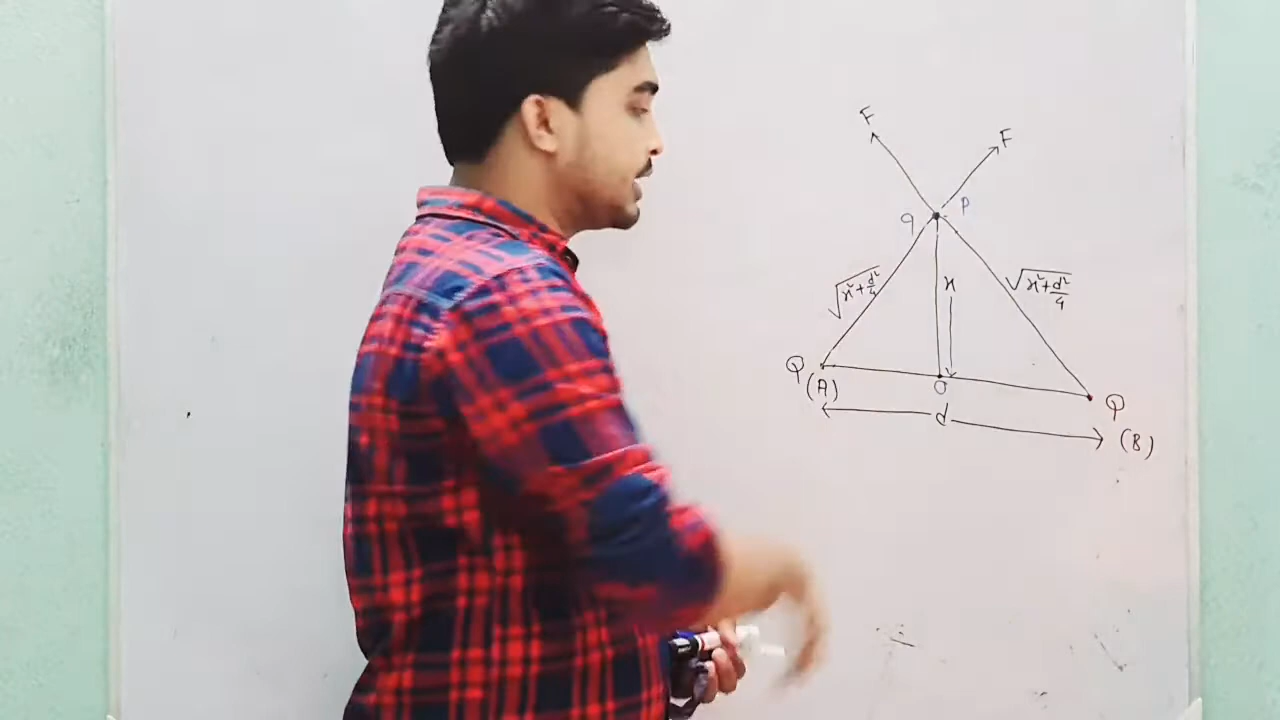 F
F
q P
√(x²+d²/4) x √(x²+d²/4)
Q (A) O Q (B)
d